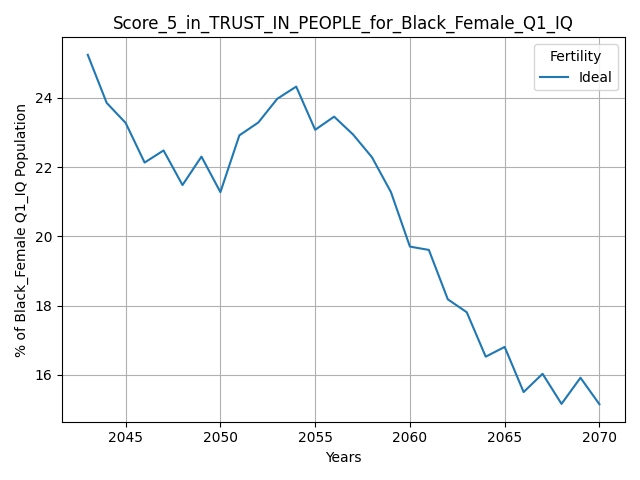 Score_5_in_TRUST_IN_PEOPLE_for_Black_Female_Q1_IQ
Fertility
Ideal
% of Black_Female Q1_IQ Population
24
22
20
18
16
2045
2050
2055
2060
2065
2070
Years